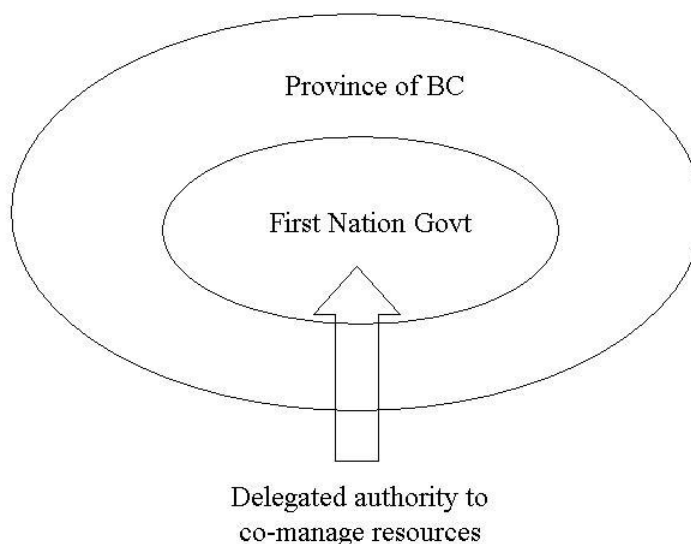 Province of BC
First Nation Govt
Delegated authority to
co-manage resources